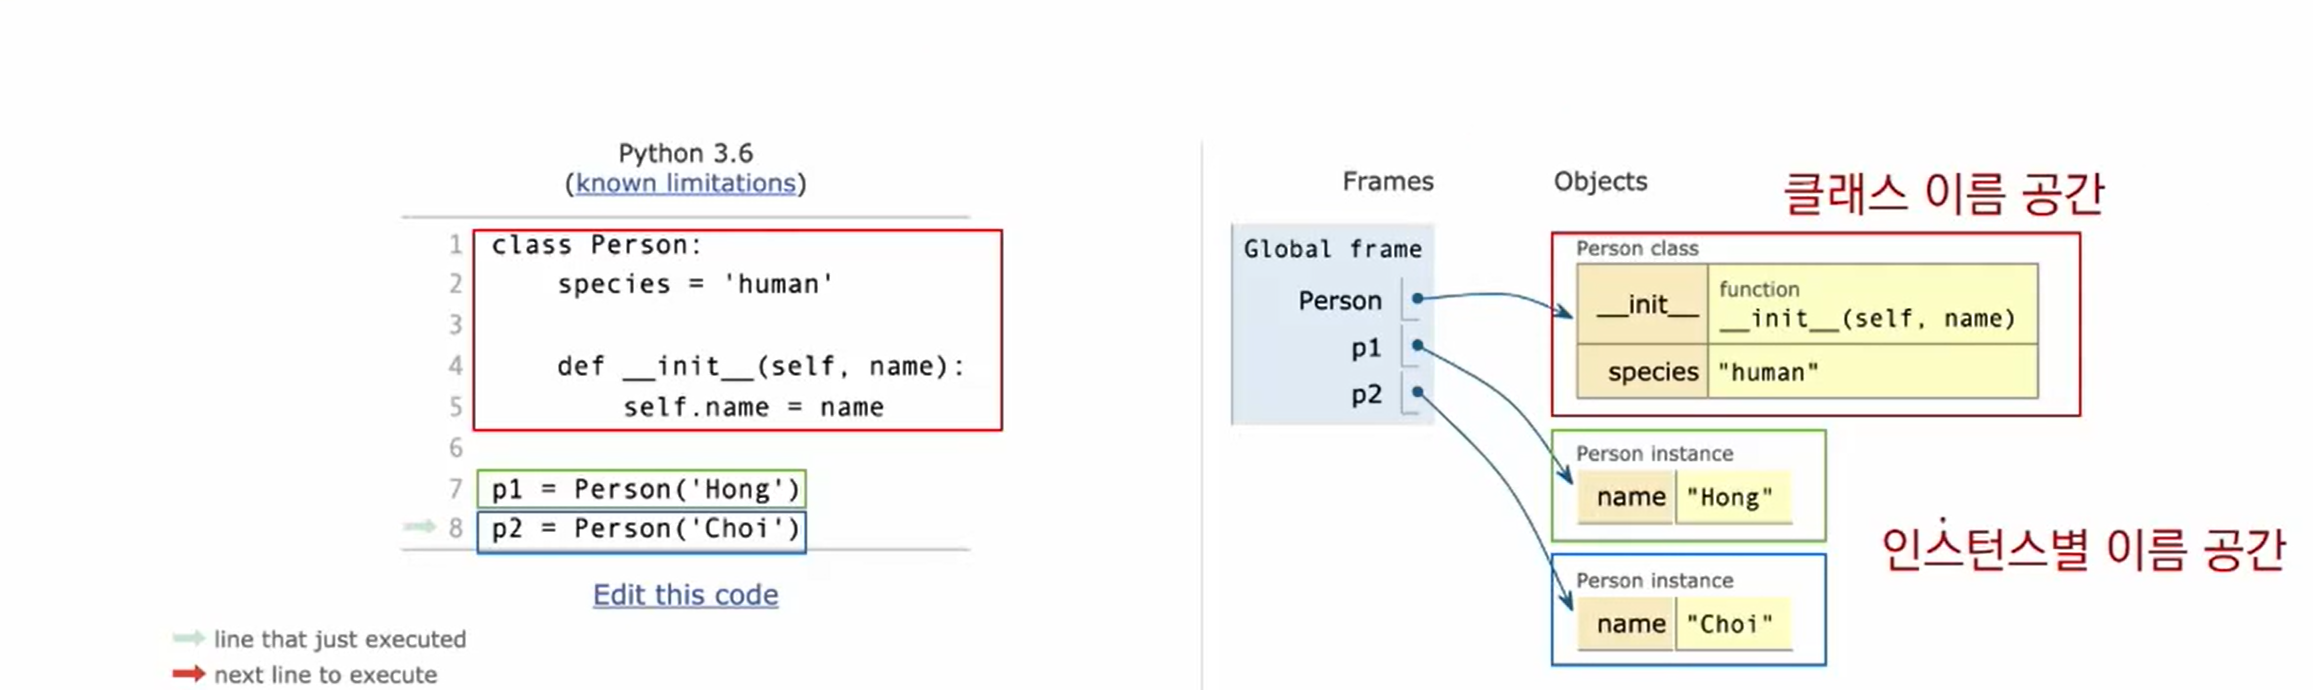 Python 3.6
(known limitations)
1 class Person:
2 species = 'human'
3
4 def __init__(self, name):
5 self.name = name
6
7 p1 = Person('Hong')
8 p2 = Person('Choi')
Edit this code
line that just executed
next line to execute
Frames
Objects
클래스 이름 공간
Global frame
Person
p1
p2
Person class
__init__
function
__init__(self, name)
species
"human"
Person instance
name
"Hong"
인스턴스별 이름 공간
Person instance
name
"Choi"